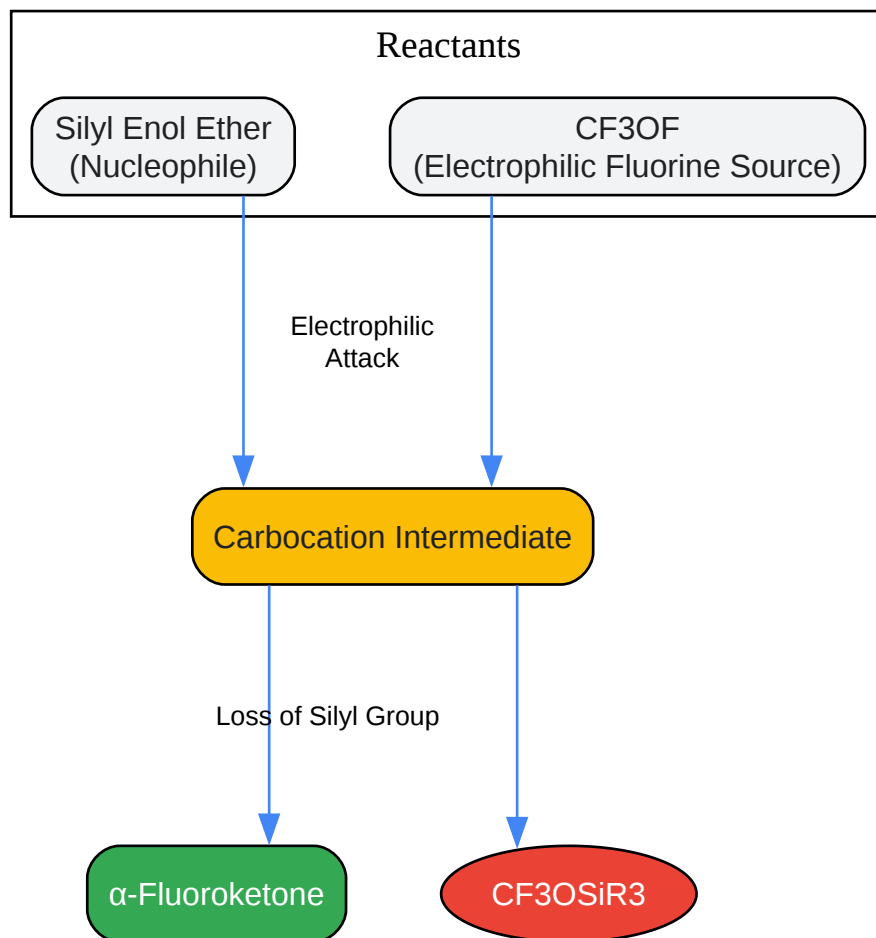 Reactants
Silyl Enol Ether
(Nucleophile)
CF3OF
(Electrophilic Fluorine Source)
Electrophilic
Attack
Carbocation Intermediate
Loss of Silyl Group
α-Fluoroketone
CF3OSiR3